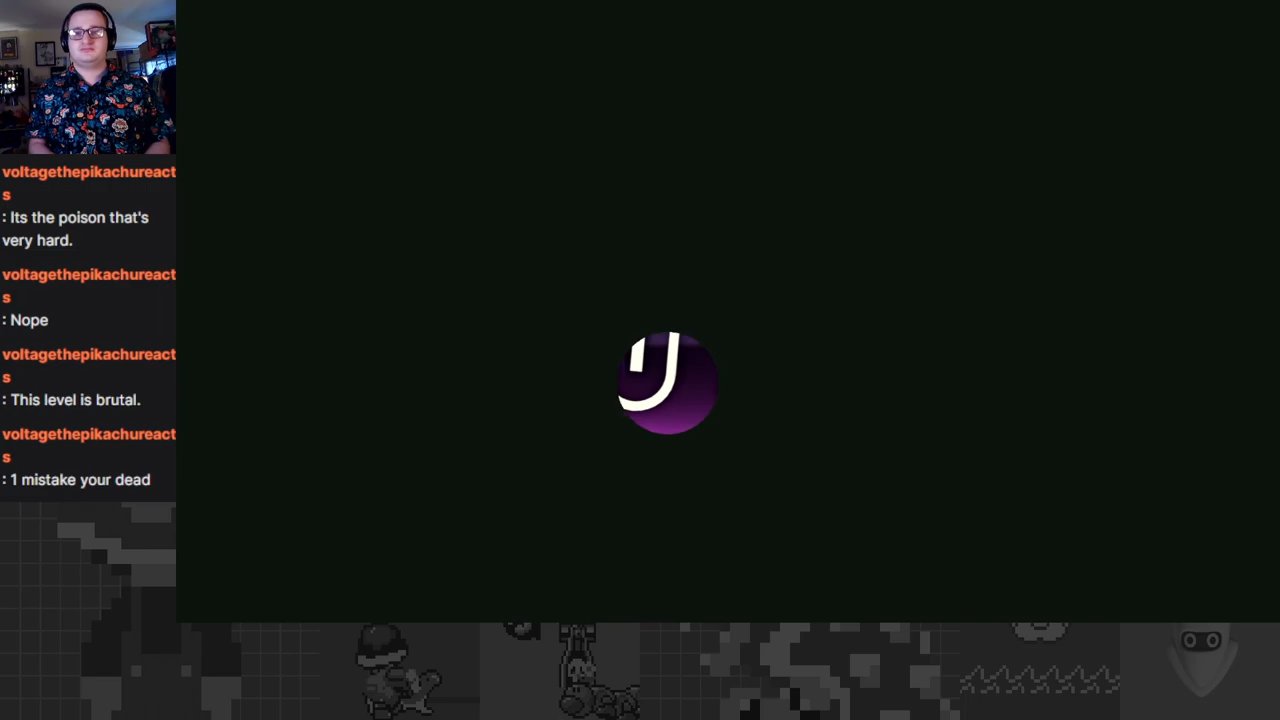 voltagethepikachureact
s
: Its the poison that's
very hard.
voltagethepikachureact
s
: Nope
voltagethepikachureact
s
: This level is brutal.
voltagethepikachureact
s
: 1 mistake your dead